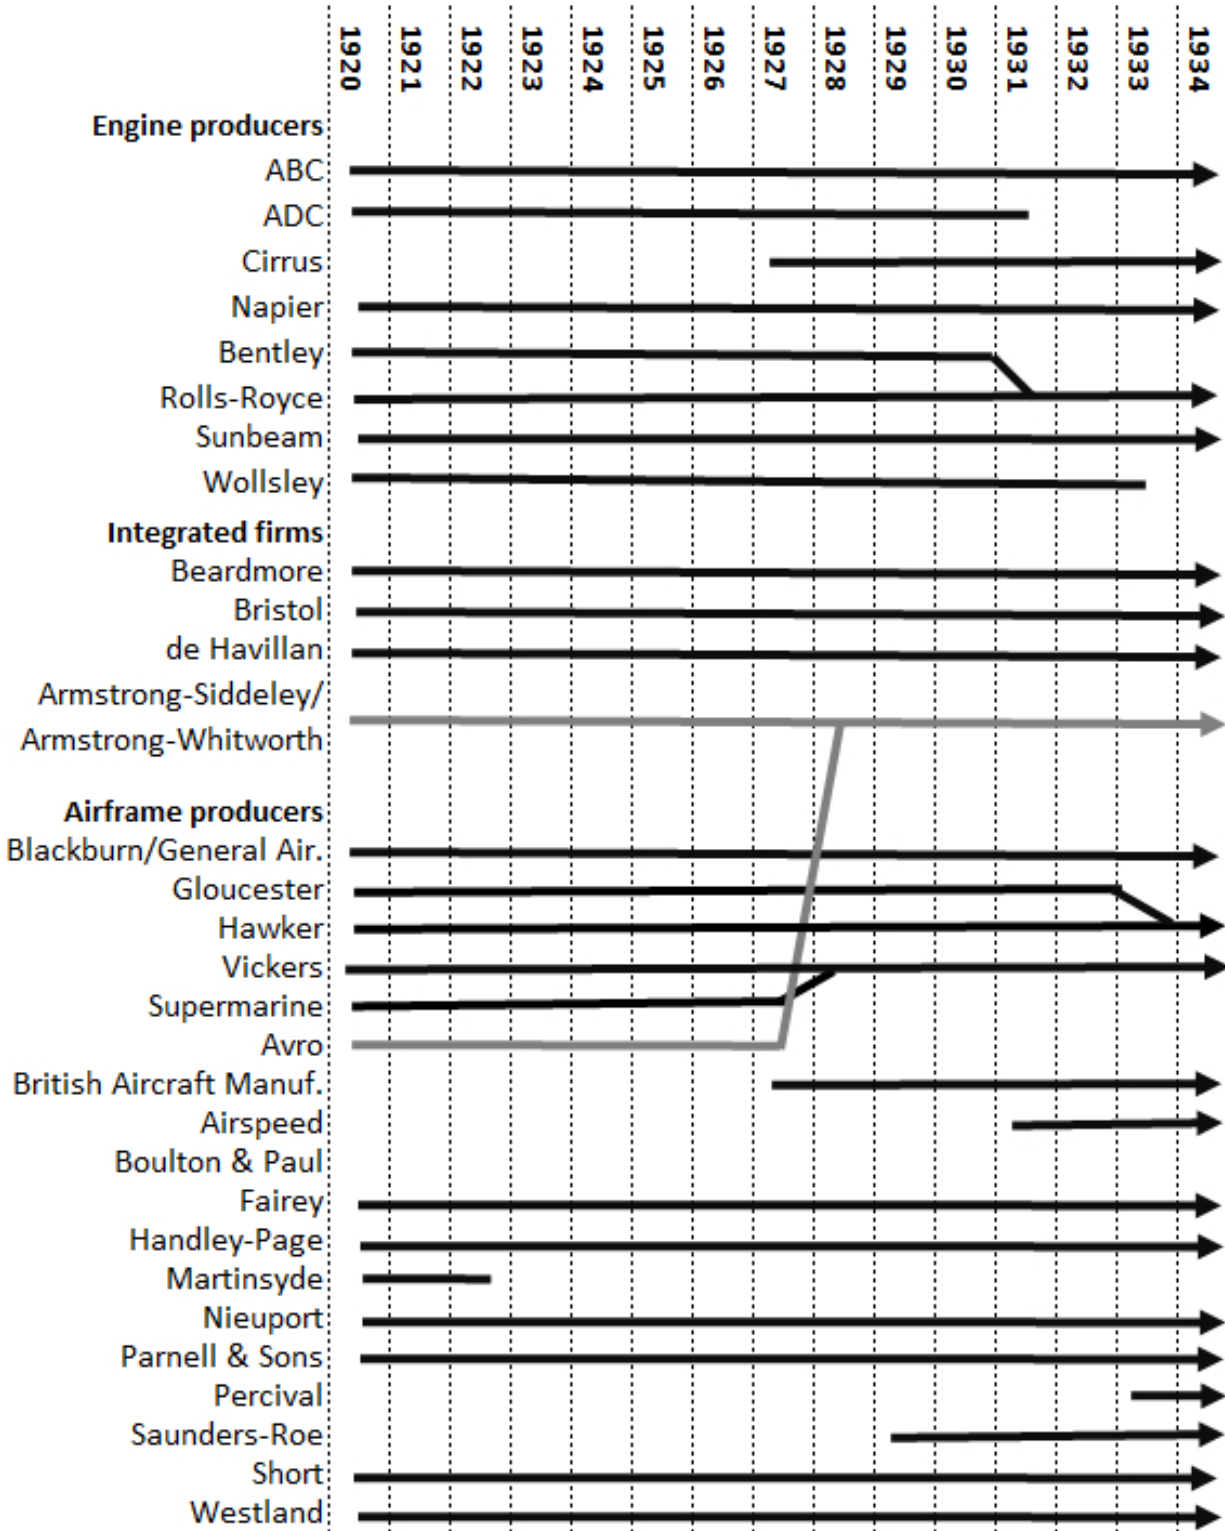 1920 1921 1922 1923 1924 1925 1926 1927 1928 1929 1930 1931 1932 1933 1934
Engine producers
ABC
ADC
Cirrus
Napier
Bentley
Rolls-Royce
Sunbeam
Wollsley
Integrated firms
Beardmore
Bristol
de Havillan
Armstrong-Siddeley/
Armstrong-Whitworth
Airframe producers
Blackburn/General Air.
Gloucester
Hawker
Vickers
Supermarine
Avro
British Aircraft Manuf.
Airspeed
Boulton & Paul
Fairey
Handley-Page
Martinsyde
Nieuport
Parnell & Sons
Percival
Saunders-Roe
Short
Westland